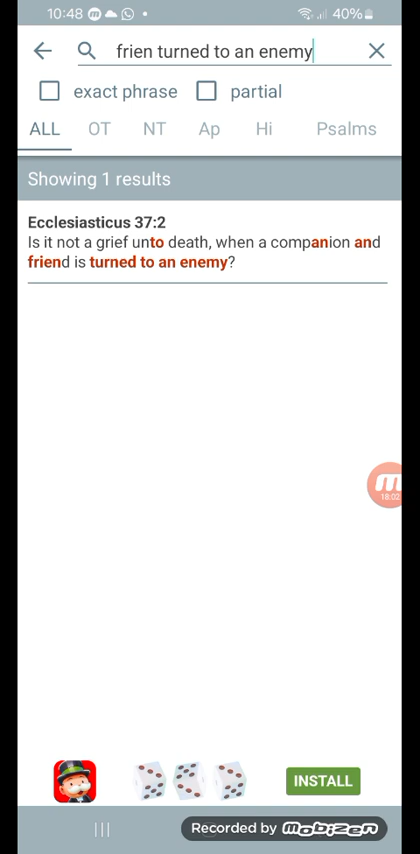 10:48 40%
frien turned to an enemy
exact phrase partial
ALL OT NT Ap Hi Psalms
Showing 1 results
Ecclesiasticus 37:2
Is it not a grief unto death, when a companion and
friend is turned to an enemy?
18:02
INSTALL
Recorded by mobizen